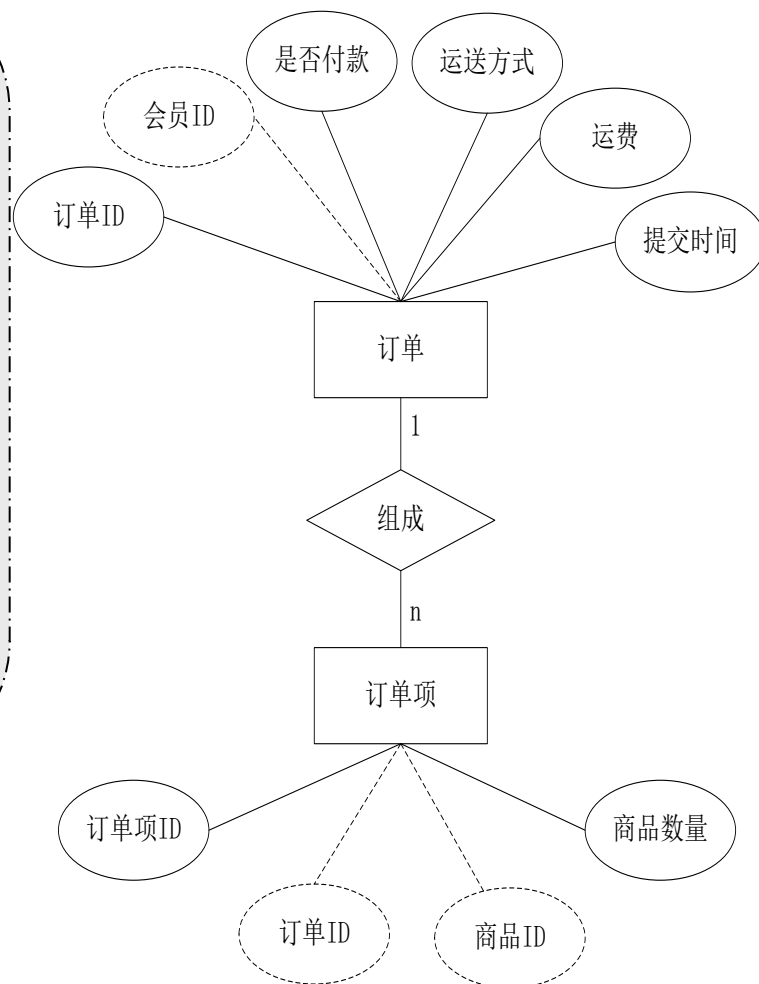 是否付款
运送方式
会员ID
运费
订单ID
提交时间
订单
1
组成
n
订单项
订单项ID
商品数量
订单ID
商品ID